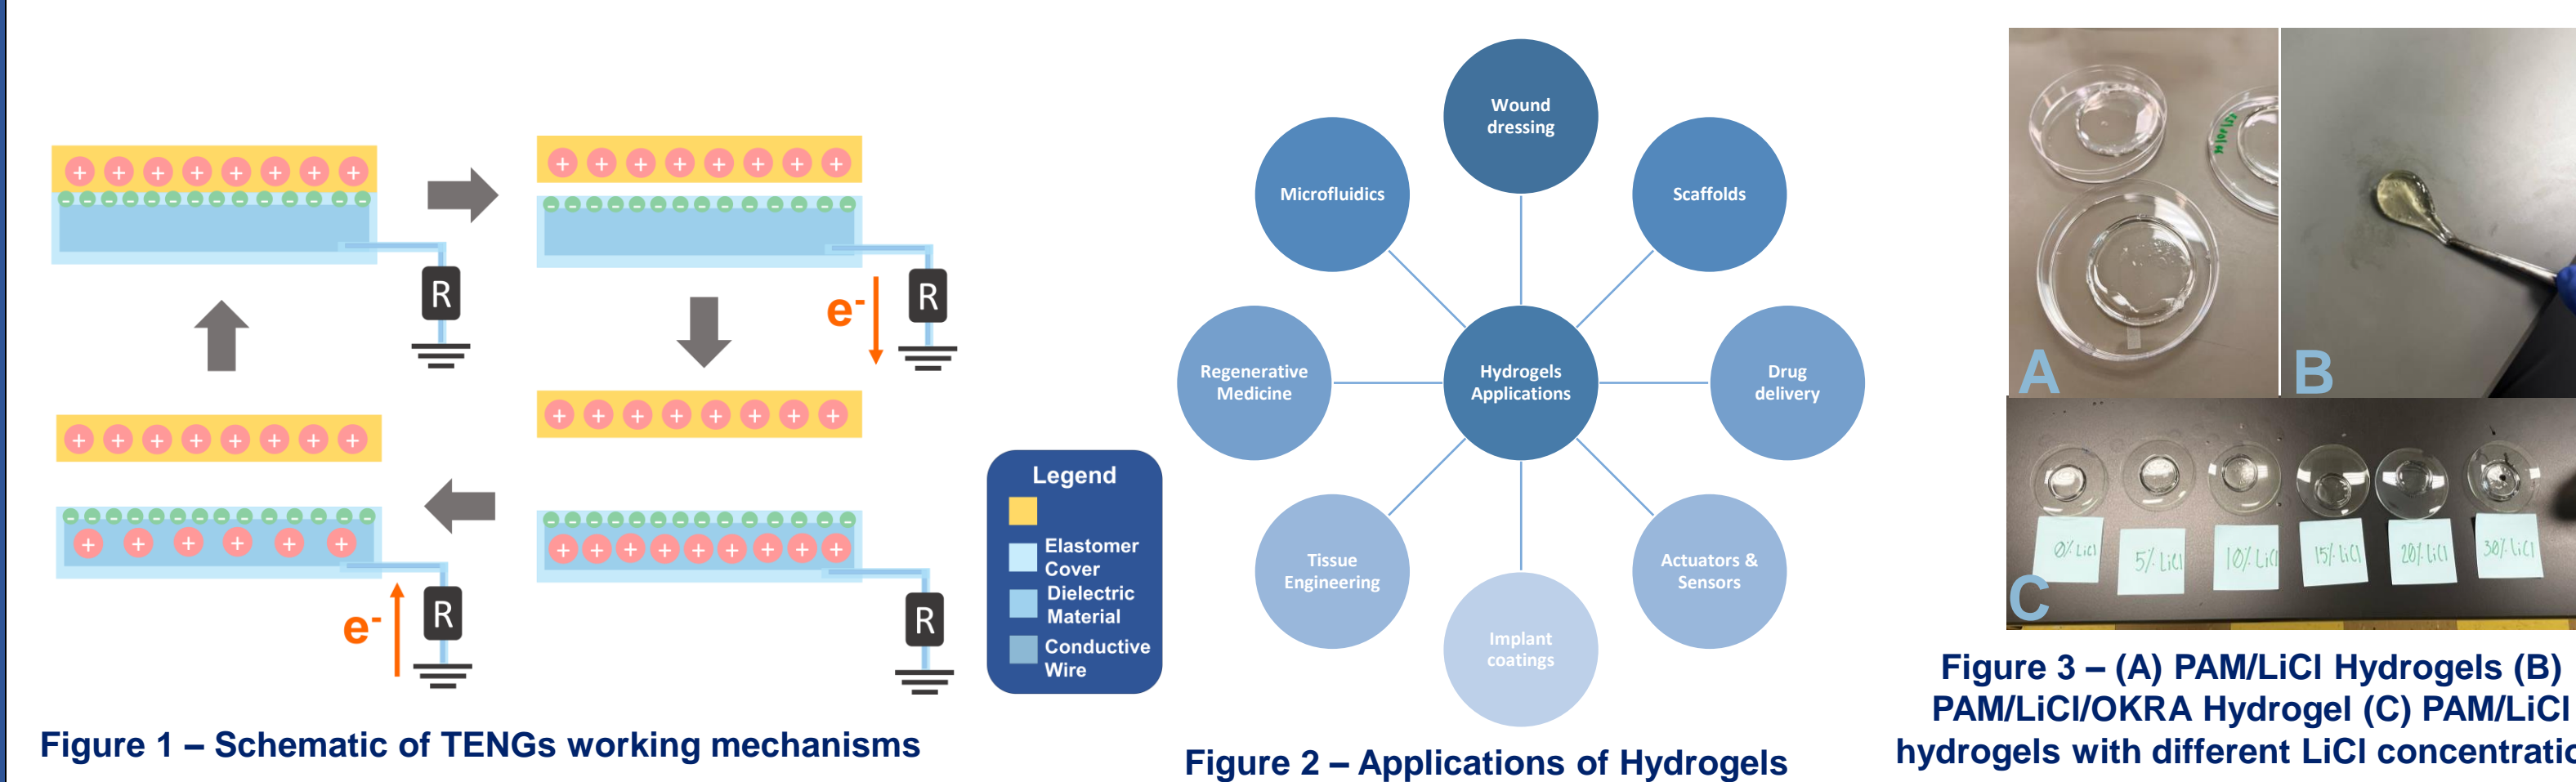 R
R
e-
R
e-
R
Legend
Elastomer
Cover
Dielectric
Material
Conductive
Wire
Figure 1 – Schematic of TENGs working mechanisms
Wound
dressing
Scaffolds
Drug
delivery
Actuators &
Sensors
Implant
coatings
Tissue
Engineering
Regenerative
Medicine
Microfluidics
Hydrogels
Applications
Figure 2 – Applications of Hydrogels
A
B
C
0% LiCl
5% LiCl
10% LiCl
15% LiCl
20% LiCl
30% LiCl
Figure 3 – (A) PAM/LiCl Hydrogels (B)
PAM/LiCl/OKRA Hydrogel (C) PAM/LiCl
hydrogels with different LiCl